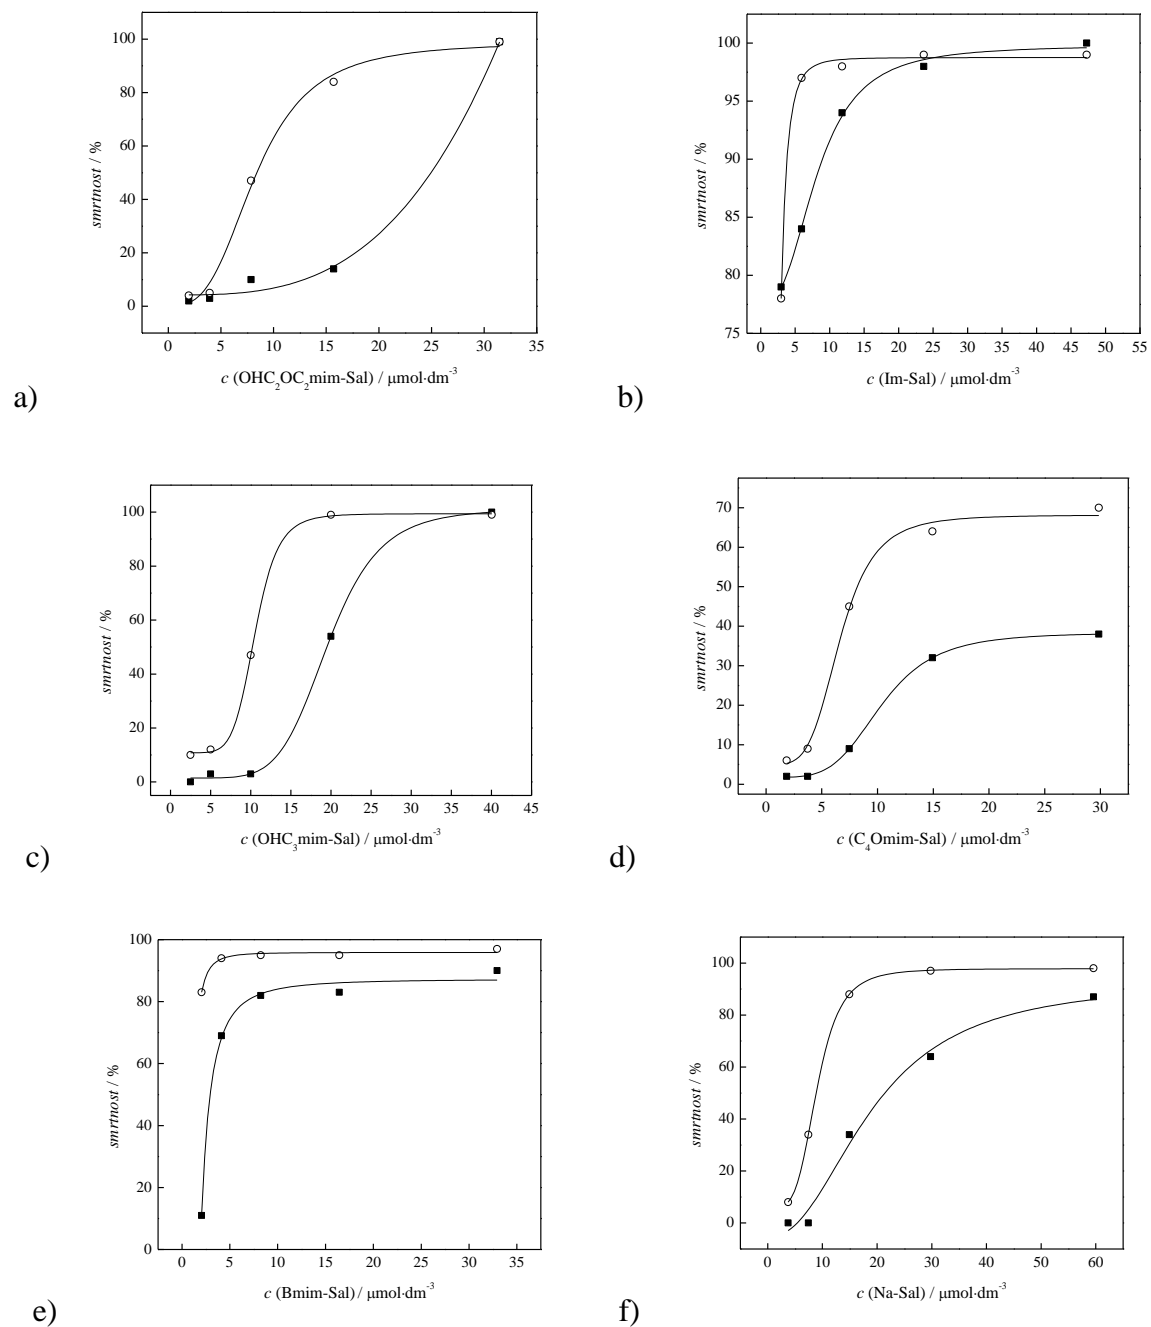 100
80
60
40
20
0
smrtnost / %
0 5 10 15 20 25 30 35
c (OHC₂OC₂mim-Sal) / μmol·dm⁻³
a)
100
95
90
85
80
75
smrtnost / %
0 5 10 15 20 25 30 35 40 45 50 55
c (Im-Sal) / μmol·dm⁻³
b)
100
80
60
40
20
0
smrtnost / %
0 5 10 15 20 25 30 35 40 45
c (OHC₃mim-Sal) / μmol·dm⁻³
c)
70
60
50
40
30
20
10
0
smrtnost / %
0 5 10 15 20 25 30
c (C₄Omim-Sal) / μmol·dm⁻³
d)
100
80
60
40
20
0
smrtnost / %
0 5 10 15 20 25 30 35
c (Bmim-Sal) / μmol·dm⁻³
e)
100
80
60
40
20
0
smrtnost / %
0 10 20 30 40 50 60
c (Na-Sal) / μmol·dm⁻³
f)